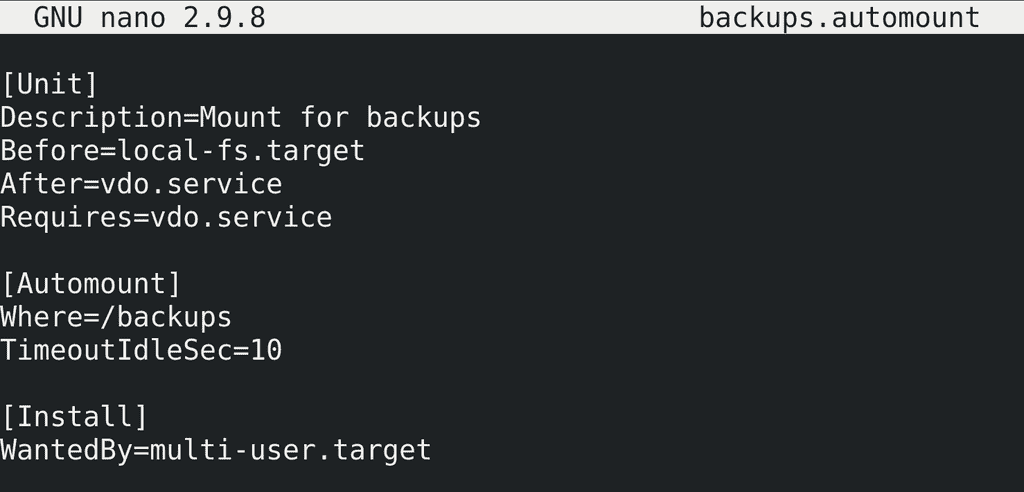 GNU nano 2.9.8 backups.automount
[Unit]
Description=Mount for backups
Before=local-fs.target
After=vdo.service
Requires=vdo.service
[Automount]
Where=/backups
TimeoutIdleSec=10
[Install]
WantedBy=multi-user.target